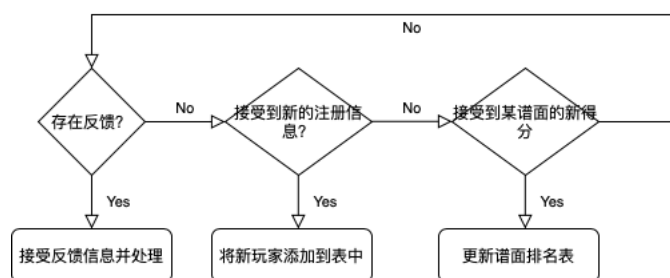 No
存在反馈?
No
接受到新的注册信
息?
No
接受到某谱面的新得
分
Yes
Yes
Yes
接受反馈信息并处理
将新玩家添加到表中
更新谱面排名表